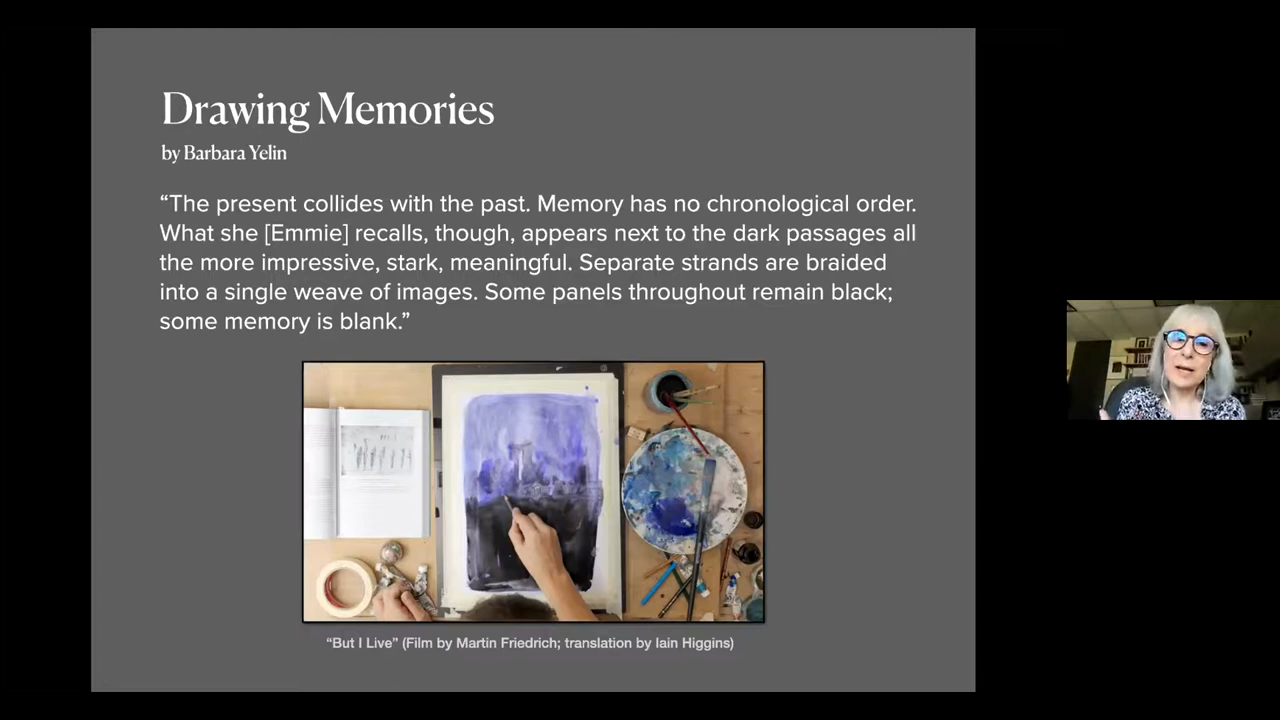 Drawing Memories
by Barbara Yelin
“The present collides with the past. Memory has no chronological order.
What she [Emmie] recalls, though, appears next to the dark passages all
the more impressive, stark, meaningful. Separate strands are braided
into a single weave of images. Some panels throughout remain black;
some memory is blank.”
“But I Live” (Film by Martin Friedrich; translation by Iain Higgins)